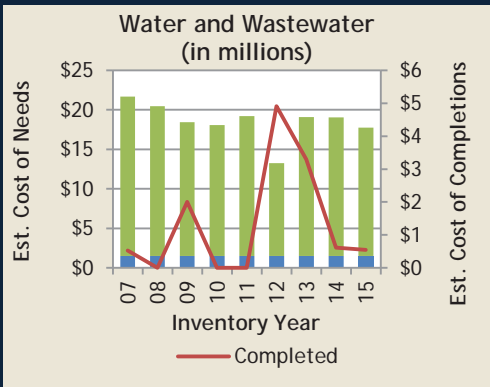 Water and Wastewater
(in millions)
Est. Cost of Needs
$25
$20
$15
$10
$5
$0
$6
$5
$4
$3
$2
$1
$0
Est. Cost of Completions
07 08 09 10 11 12 13 14 15
Inventory Year
Completed